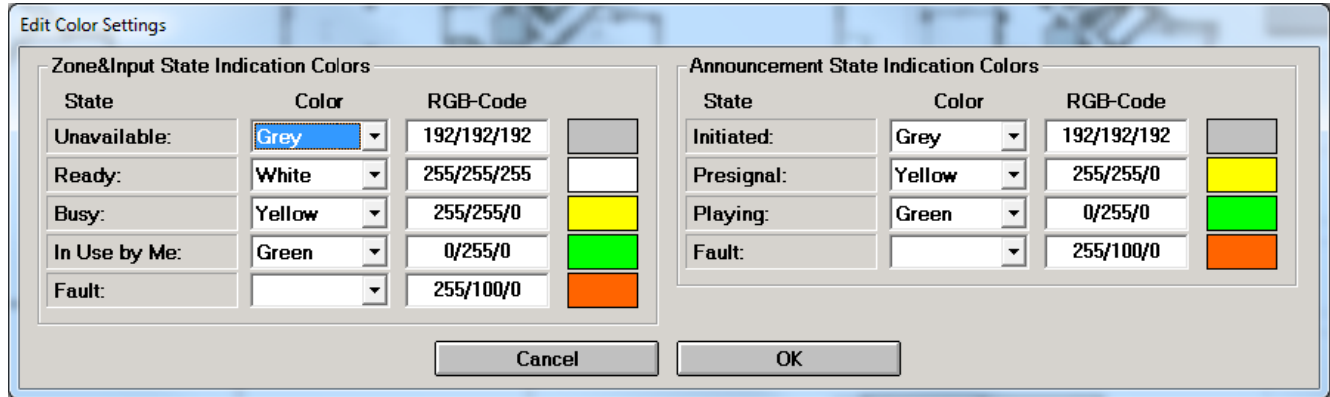 Edit Color Settings
Zone&Input State Indication Colors
State Color RGB-Code
Unavailable: Grey 192/192/192
Ready: White 255/255/255
Busy: Yellow 255/255/0
In Use by Me: Green 0/255/0
Fault: 255/100/0
Announcement State Indication Colors
State Color RGB-Code
Initiated: Grey 192/192/192
Presignal: Yellow 255/255/0
Playing: Green 0/255/0
Fault: 255/100/0
Cancel OK